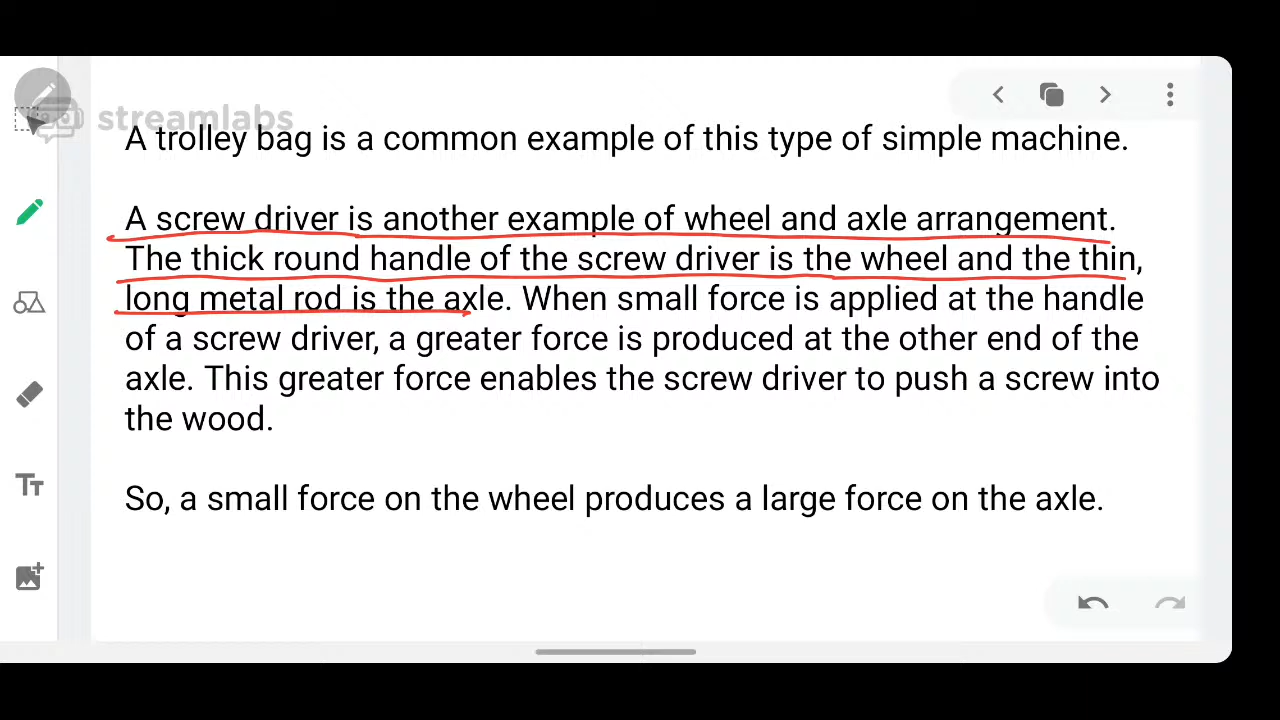 streamlabs
A trolley bag is a common example of this type of simple machine.
A screw driver is another example of wheel and axle arrangement.
The thick round handle of the screw driver is the wheel and the thin,
long metal rod is the axle. When small force is applied at the handle
of a screw driver, a greater force is produced at the other end of the
axle. This greater force enables the screw driver to push a screw into
the wood.
So, a small force on the wheel produces a large force on the axle.
TT